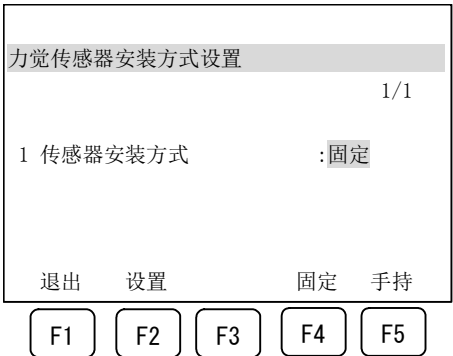 力觉传感器安装方式设置
1/1
1 传感器安装方式 :固定
退出 设置 固定 手持
F1 F2 F3 F4 F5